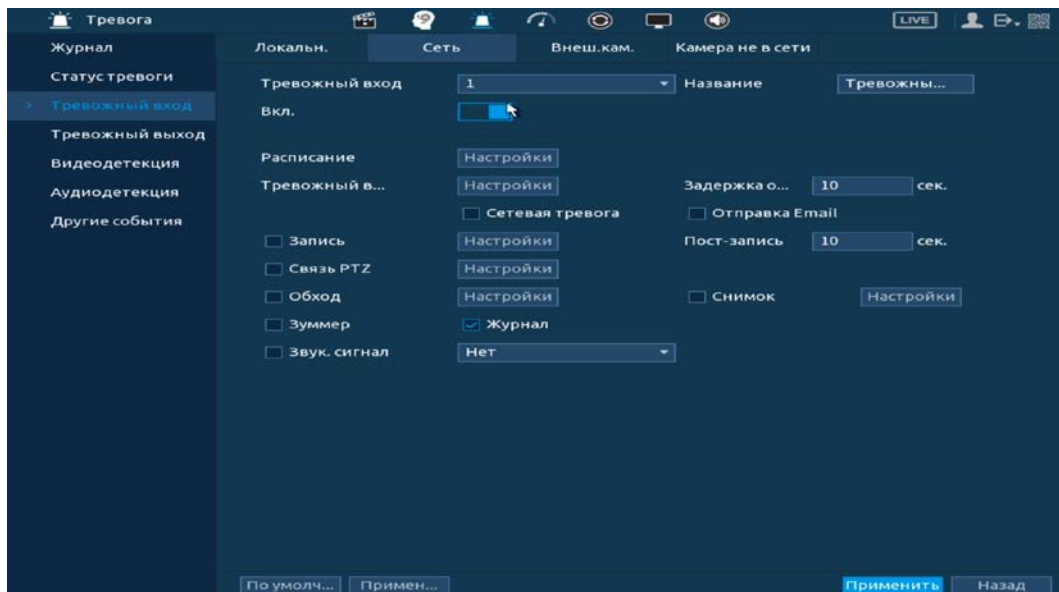 Тревога LIVE
Журнал
Статус тревоги
Тревожный вход
Тревожный выход
Видеодетекция
Аудиодетекция
Другие события
Локальн. Сеть Внеш.кам. Камера не в сети
Тревожный вход 1 Название Тревожны...
Вкл.
Расписание Настройки
Тревожный в... Настройки Задержка о... 10 сек.
Сетевая тревога Отправка Email
Запись Настройки Пост-запись 10 сек.
Связь PTZ Настройки
Обход Настройки Снимок Настройки
Зуммер Журнал
Звук. сигнал Нет
По умолч... Примен... Применить Назад